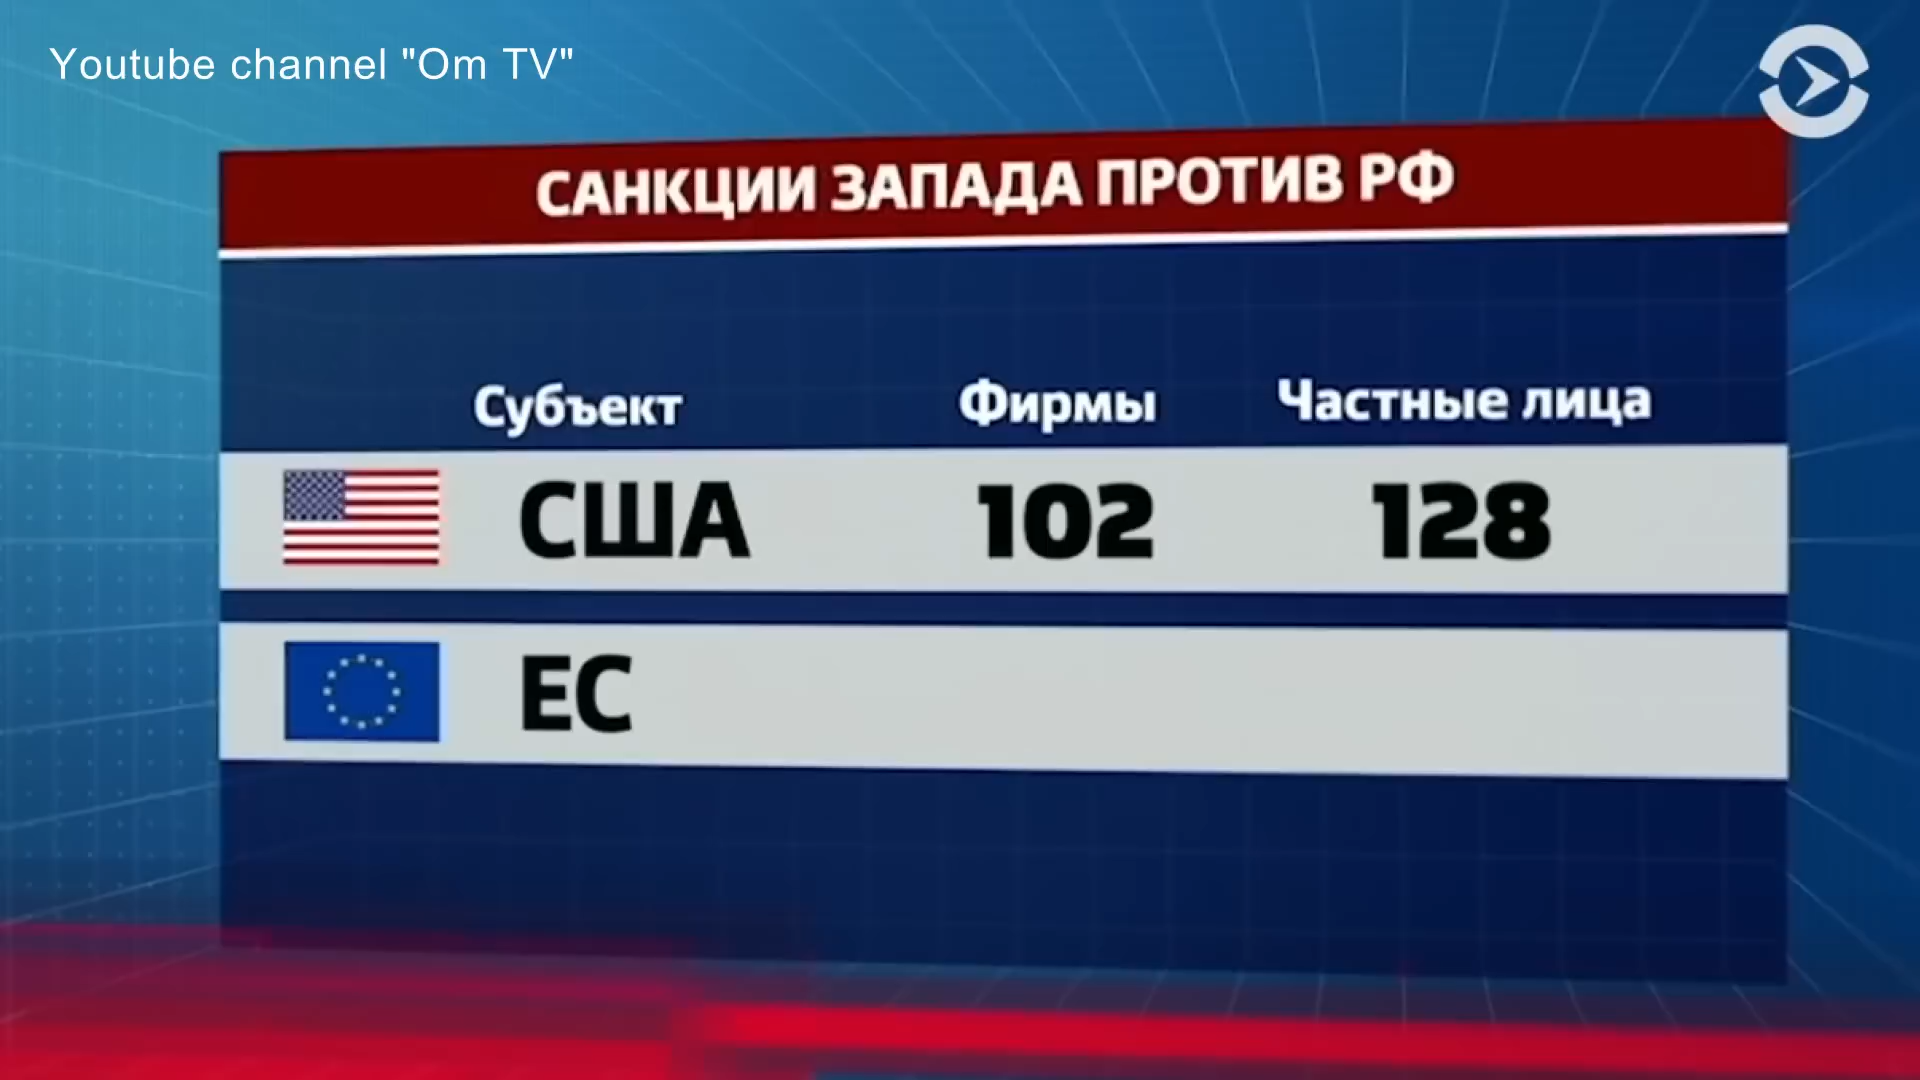 Youtube channel "Om TV"
САНКЦИИ ЗАПАДА ПРОТИВ РФ
Субъект Фирмы Частные лица
США 102 128
ЕС